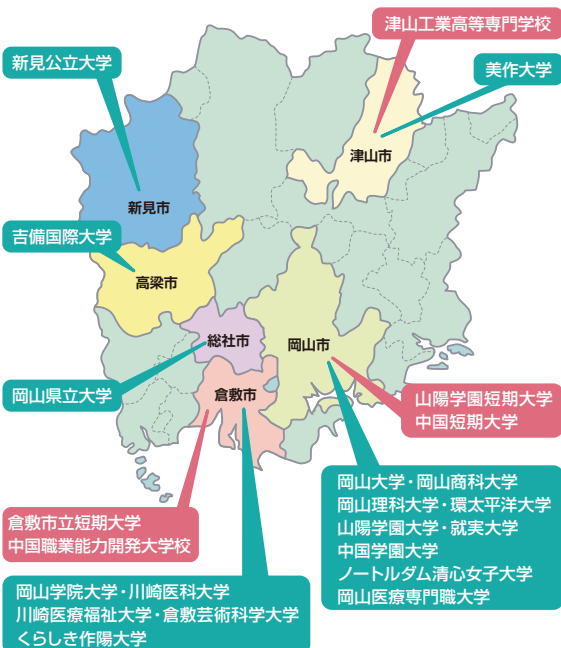 津山工業高等専門学校
新見公立大学
美作大学
津山市
新見市
吉備国際大学
高梁市
総社市
岡山市
岡山県立大学
倉敷市
山陽学園短期大学
中国短期大学
岡山大学・岡山商科大学
岡山理科大学・環太平洋大学
山陽学園大学・就実大学
中国学園大学
ノートルダム清心女子大学
岡山医療専門職大学
倉敷市立短期大学
中国職業能力開発大学校
岡山学院大学・川崎医科大学
川崎医療福祉大学・倉敷芸術科学大学
くらしき作陽大学